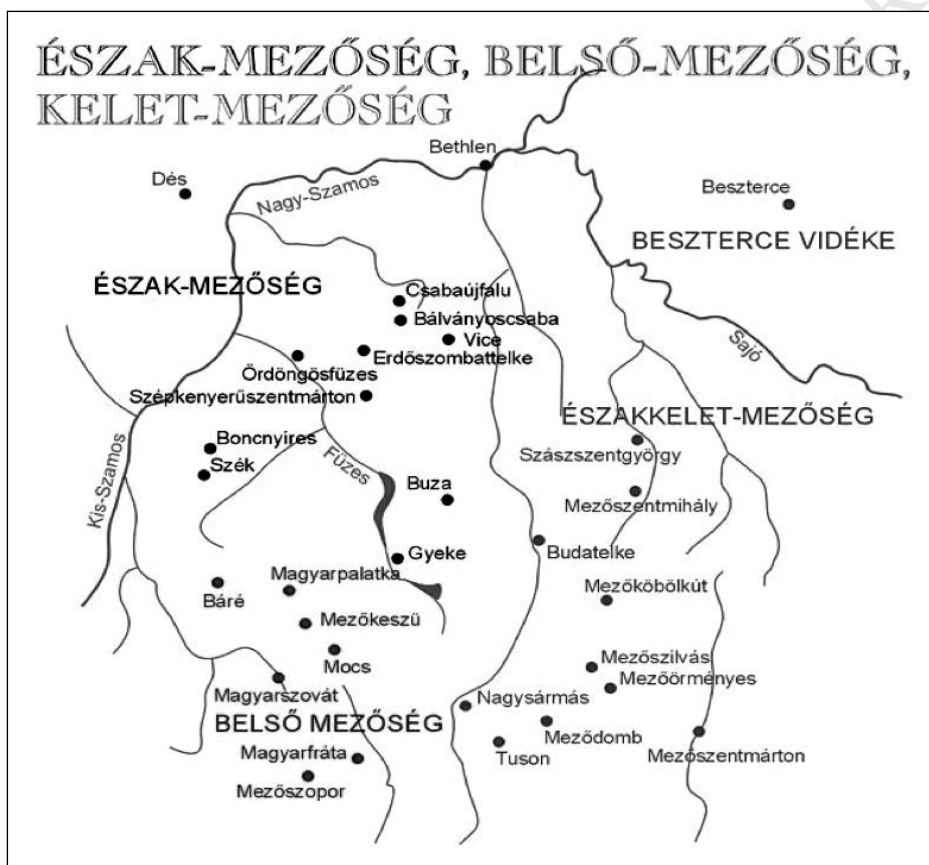 ÉSZAK-MEZŐSÉG, BELSŐ-MEZŐSÉG,
KELET-MEZŐSÉG
Bethlen
Dés
Nagy-Szamos
Beszterce
BESZTERCE VIDÉKE
ÉSZAK-MEZŐSÉG
Csabaújfalu
Bálványoscsaba
Vice
Erdőszombattelke
Ördöngösfüzes
Sajó
Szépkenyerűszentmárton
ÉSZAKKELET-MEZŐSÉG
Boncnyires
Szászszentgyörgy
Szék
Füzes
Kis-Szamos
Buza
Mezőszentmihály
Gyeke
Budatelke
Magyarpalatka
Báré
Mezőköbölkút
Mezőkeszü
Mocs
Mezőszilvás
Mezőörményes
Magyarszovát
Nagysármás
BELSŐ MEZŐSÉG
Meződomb
Magyarfráta
Tuson
Mezőszentmárton
Mezőszopor